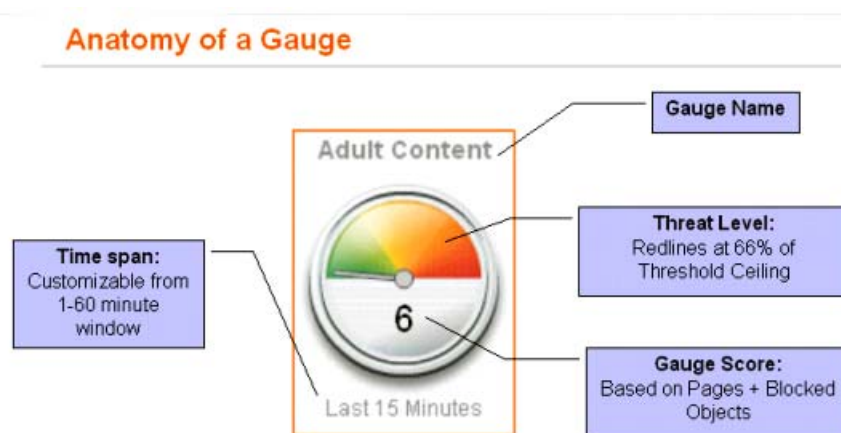 Anatomy of a Gauge
Gauge Name
Adult Content
Threat Level:
Redlines at 66% of
Threshold Ceiling
Time span:
Customizable from
1-60 minute
window
6
Gauge Score:
Based on Pages + Blocked
Objects
Last 15 Minutes